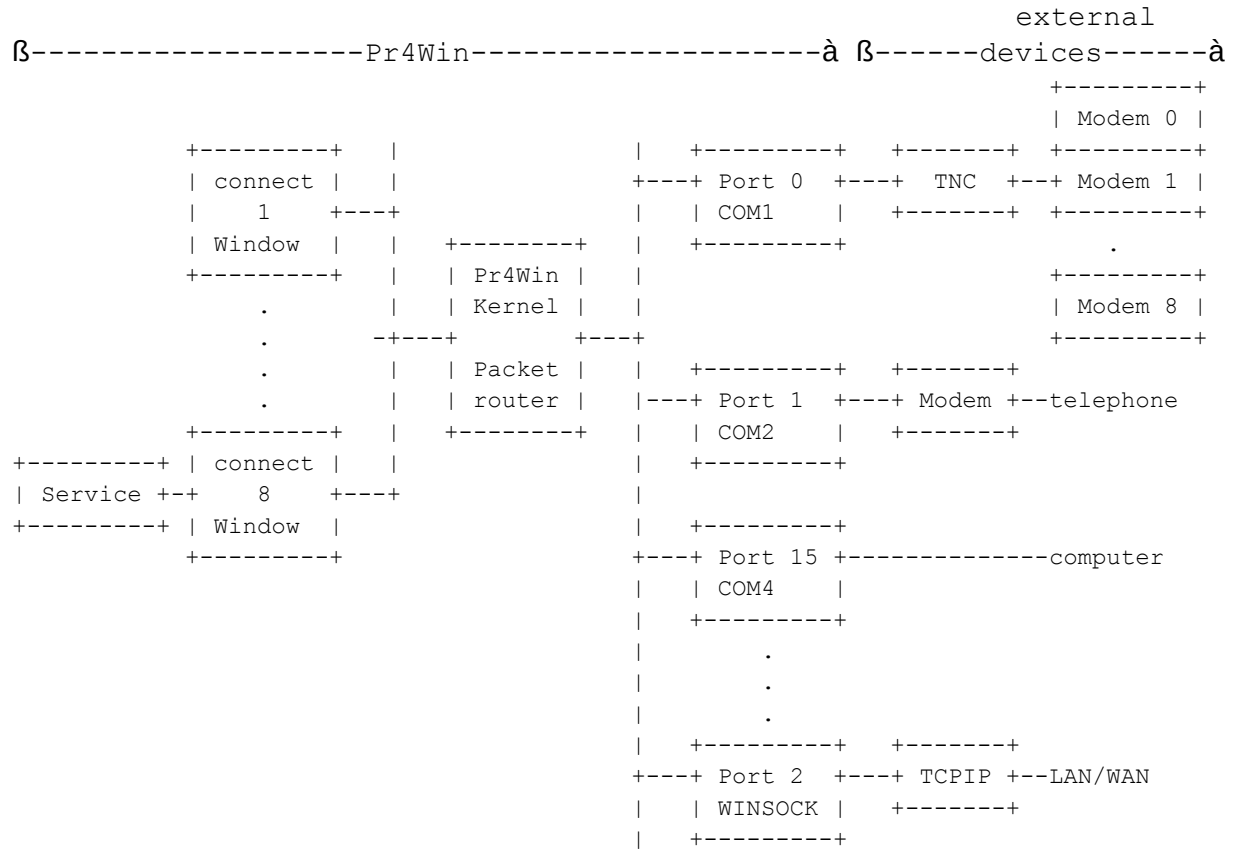 external
ß-------------------Pr4Win--------------------à ß------devices------à
                                                            +---------+
                                                            | Modem 0 |
          +---------+   |             |   +---------+   +-------+  +---------+
          | connect |   |             +---+ Port 0  +---+  TNC  +--+ Modem 1 |
          |    1    +---+             |   | COM1    |   +-------+  +---------+
          | Window  |   |   +--------+   |   +---------+                 .
          +---------+   |   | Pr4Win |   |                          +---------+
               .        |   | Kernel |   |                          | Modem 8 |
               .       -+---+        +---+                          +---------+
               .        |   | Packet |   |   +---------+   +-------+
               .        |   | router |   |---+ Port 1  +---+ Modem +--telephone
          +---------+   |   +--------+   |   | COM2    |   +-------+
+---------+ | connect |   |              |   +---------+
| Service +-+    8    +---+              |
+---------+ | Window  |                  |   +---------+
          +---------+                 +---+ Port 15 +-------------computer
                                      |   | COM4    |
                                      |   +---------+
                                      |        .
                                      |        .
                                      |        .
                                      |   +---------+   +-------+
                                      +---+ Port 2  +---+ TCPIP +--LAN/WAN
                                      |   | WINSOCK |   +-------+
                                      |   +---------+